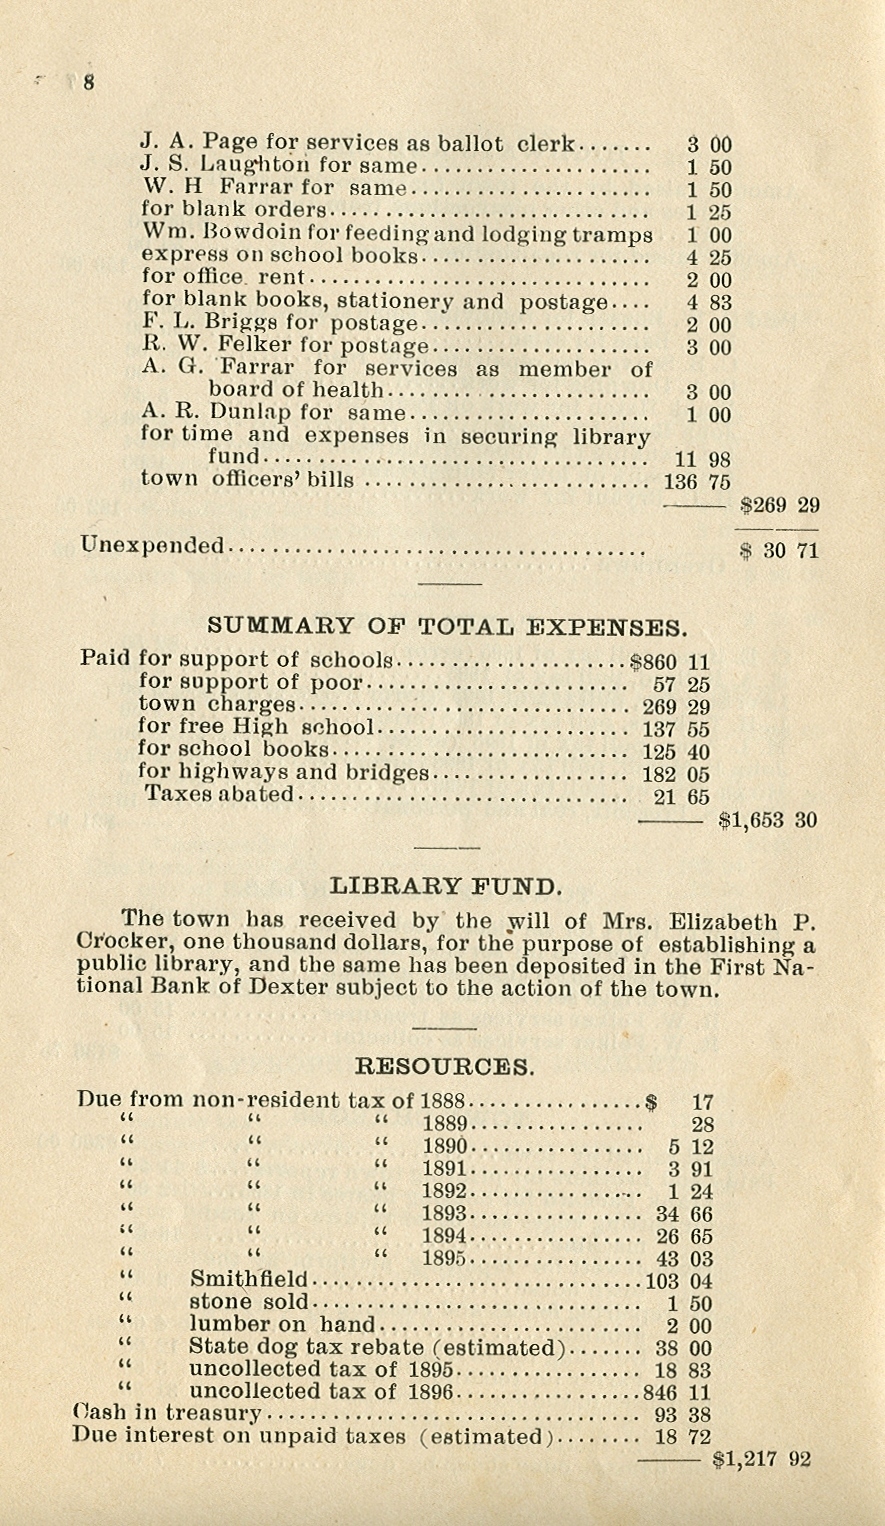 8
J. A. Page for services as ballot clerk....... 3 00
J. S. Laughton for same..................... 1 50
W. H Farrar for same...................... 1 50
for blank orders............................. 1 25
Wm. Bowdoin for feeding and lodging tramps 1 00
express on school books..................... 4 25
for office rent............................... 2 00
for blank books, stationery and postage.... 4 83
F. L. Briggs for postage..................... 2 00
R. W. Felker for postage.................... 3 00
A. G. Farrar for services as member of
board of health........................ 3 00
A. R. Dunlap for same...................... 1 00
for time and expenses in securing library
fund................................... 11 98
town officers' bills .......................... 136 75
$269 29
Unexpended..................................... $ 30 71
SUMMARY OF TOTAL EXPENSES.
Paid for support of schools.....................$860 11
for support of poor........................ 57 25
town charges.............................. 269 29
for free High school....................... 137 55
for school books........................... 125 40
for highways and bridges.................. 182 05
Taxes abated.............................. 21 65
$1,653 30
LIBRARY FUND.
The town has received by the will of Mrs. Elizabeth P.
Crocker, one thousand dollars, for the purpose of establishing a
public library, and the same has been deposited in the First Na-
tional Bank of Dexter subject to the action of the town.
RESOURCES.
Due from non-resident tax of 1888................$ 17
“ “ “ 1889................ 28
“ “ “ 1890................ 5 12
“ “ “ 1891................ 3 91
“ “ “ 1892................ 1 24
“ “ “ 1893................ 34 66
“ “ “ 1894................ 26 65
“ “ “ 1895................ 43 03
“ Smithfield..............................103 04
“ stone sold.............................. 1 50
“ lumber on hand........................ 2 00
“ State dog tax rebate (estimated)....... 38 00
“ uncollected tax of 1895................. 18 83
“ uncollected tax of 1896.................846 11
Cash in treasury.................................. 93 38
Due interest on unpaid taxes (estimated)........ 18 72
$1,217 92